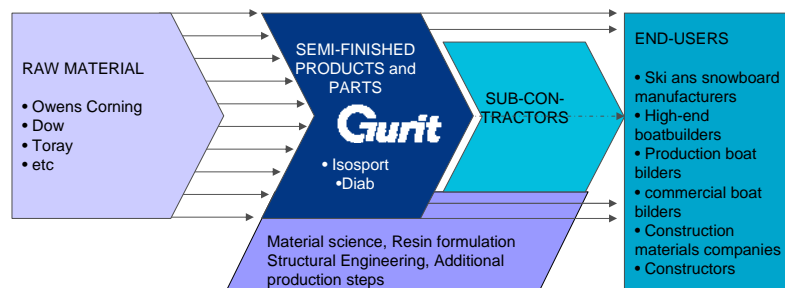 RAW MATERIAL
• Owens Corning
• Dow
• Toray
• etc
SEMI-FINISHED
PRODUCTS and
PARTS
Gurit
• Isosport
•Diab
SUB-CON-
TRACTORS
Material science, Resin formulation
Structural Engineering, Additional
production steps
END-USERS
• Ski ans snowboard
manufacturers
• High-end
boatbuilders
• Production boat
bilders
• commercial boat
bilders
• Construction
materials companies
• Constructors